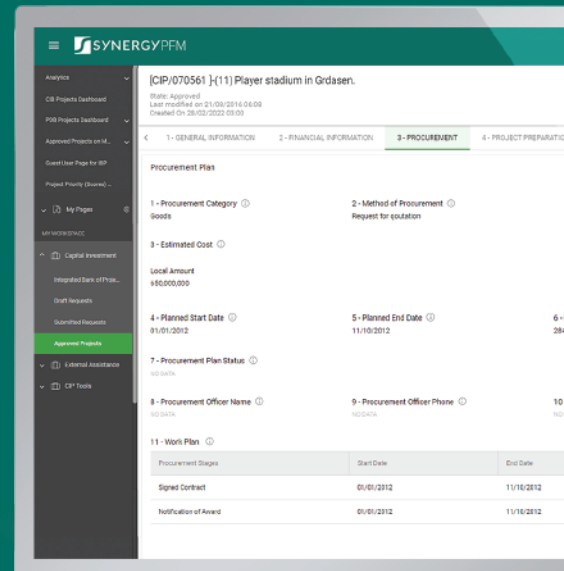 SYNERGYPFM
Analytics
CIB Projects Dashboard
PDB Projects Dashboard
Approved Projects on M...
Guest User Page for IBP
Project Priority (Scores) ...
My Pages
MY WORKSPACE
Capital Investment
Integrated Bank of Proje...
Draft Requests
Submitted Requests
Approved Projects
External Assistance
CIP Tools
[CIP/070561 ]-(11) Player stadium in Grdasen.
State: Approved
Last modified on 21/09/2016 06:08
Created On 28/02/2022 03:00
1 - GENERAL INFORMATION 2 - FINANCIAL INFORMATION 3 - PROCUREMENT 4 - PROJECT PREPARATIO
Procurement Plan
1 - Procurement Category 2 - Method of Procurement
Goods Request for qoutation
3 - Estimated Cost
Local Amount
50,000,000
4 - Planned Start Date 5 - Planned End Date 6 -
01/01/2012 11/10/2012 284
7 - Procurement Plan Status
NO DATA
8 - Procurement Officer Name 9 - Procurement Officer Phone 10
NO DATA NO DATA NO
11 - Work Plan
Procurement Stages Start Date End Date
Signed Contract 01/01/2012 11/10/2012
Notification of Award 01/01/2012 11/10/2012